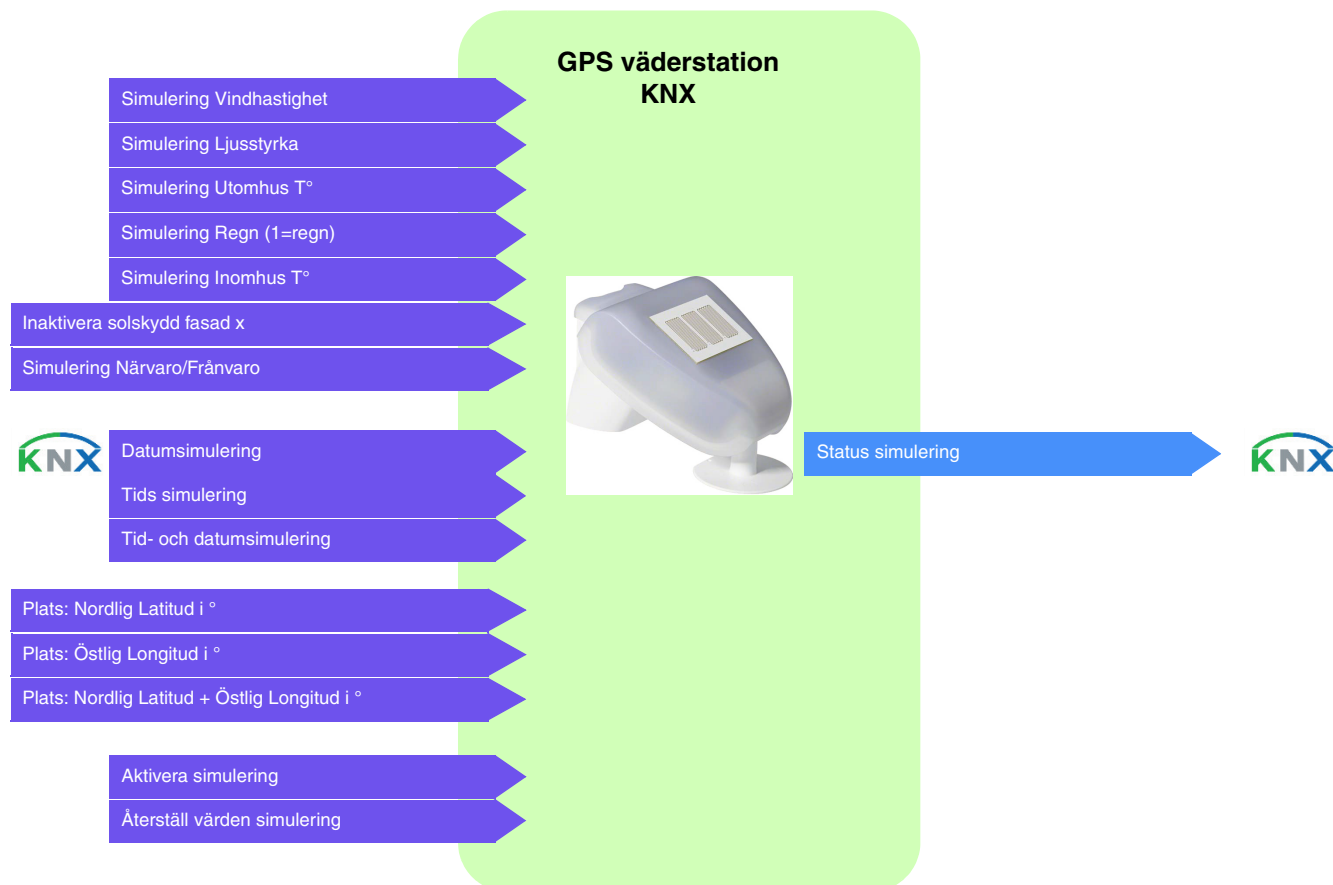 GPS väderstation
KNX
Simulering Vindhastighet
Simulering Ljusstyrka
Simulering Utomhus T°
Simulering Regn (1=regn)
Simulering Inomhus T°
Inaktivera solskydd fasad x
Simulering Närvaro/Frånvaro
KNX
Datumsimulering
Tids simulering
Tid- och datumsimulering
Status simulering
KNX
Plats: Nordlig Latitud i °
Plats: Östlig Longitud i °
Plats: Nordlig Latitud + Östlig Longitud i °
Aktivera simulering
Återställ värden simulering